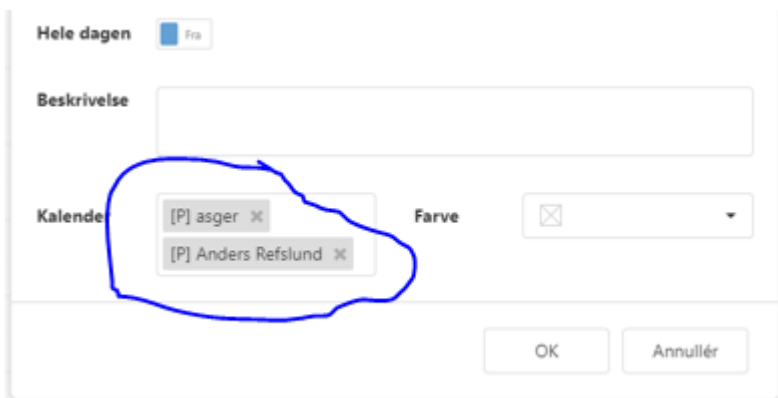 Hele dagen Fra
Beskrivelse
Kalender [P] asger × Farve
[P] Anders Refslund ×
OK Annullér